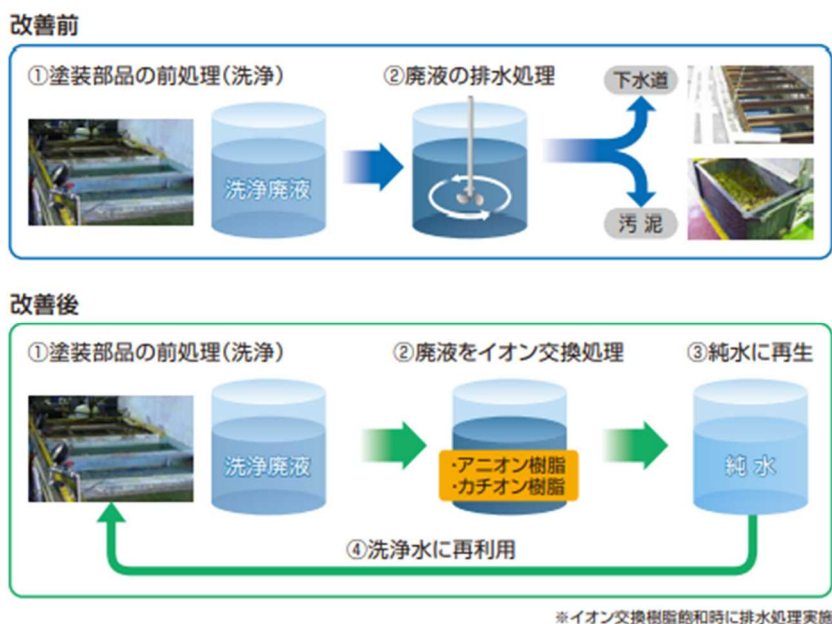 改善前
①塗装部品の前処理(洗浄)
②廃液の排水処理
下水道
洗浄廃液
汚泥
改善後
①塗装部品の前処理(洗浄)
②廃液をイオン交換処理
③純水に再生
洗浄廃液
・アニオン樹脂
・カチオン樹脂
純水
④洗浄水に再利用
※イオン交換樹脂飽和時に排水処理実施